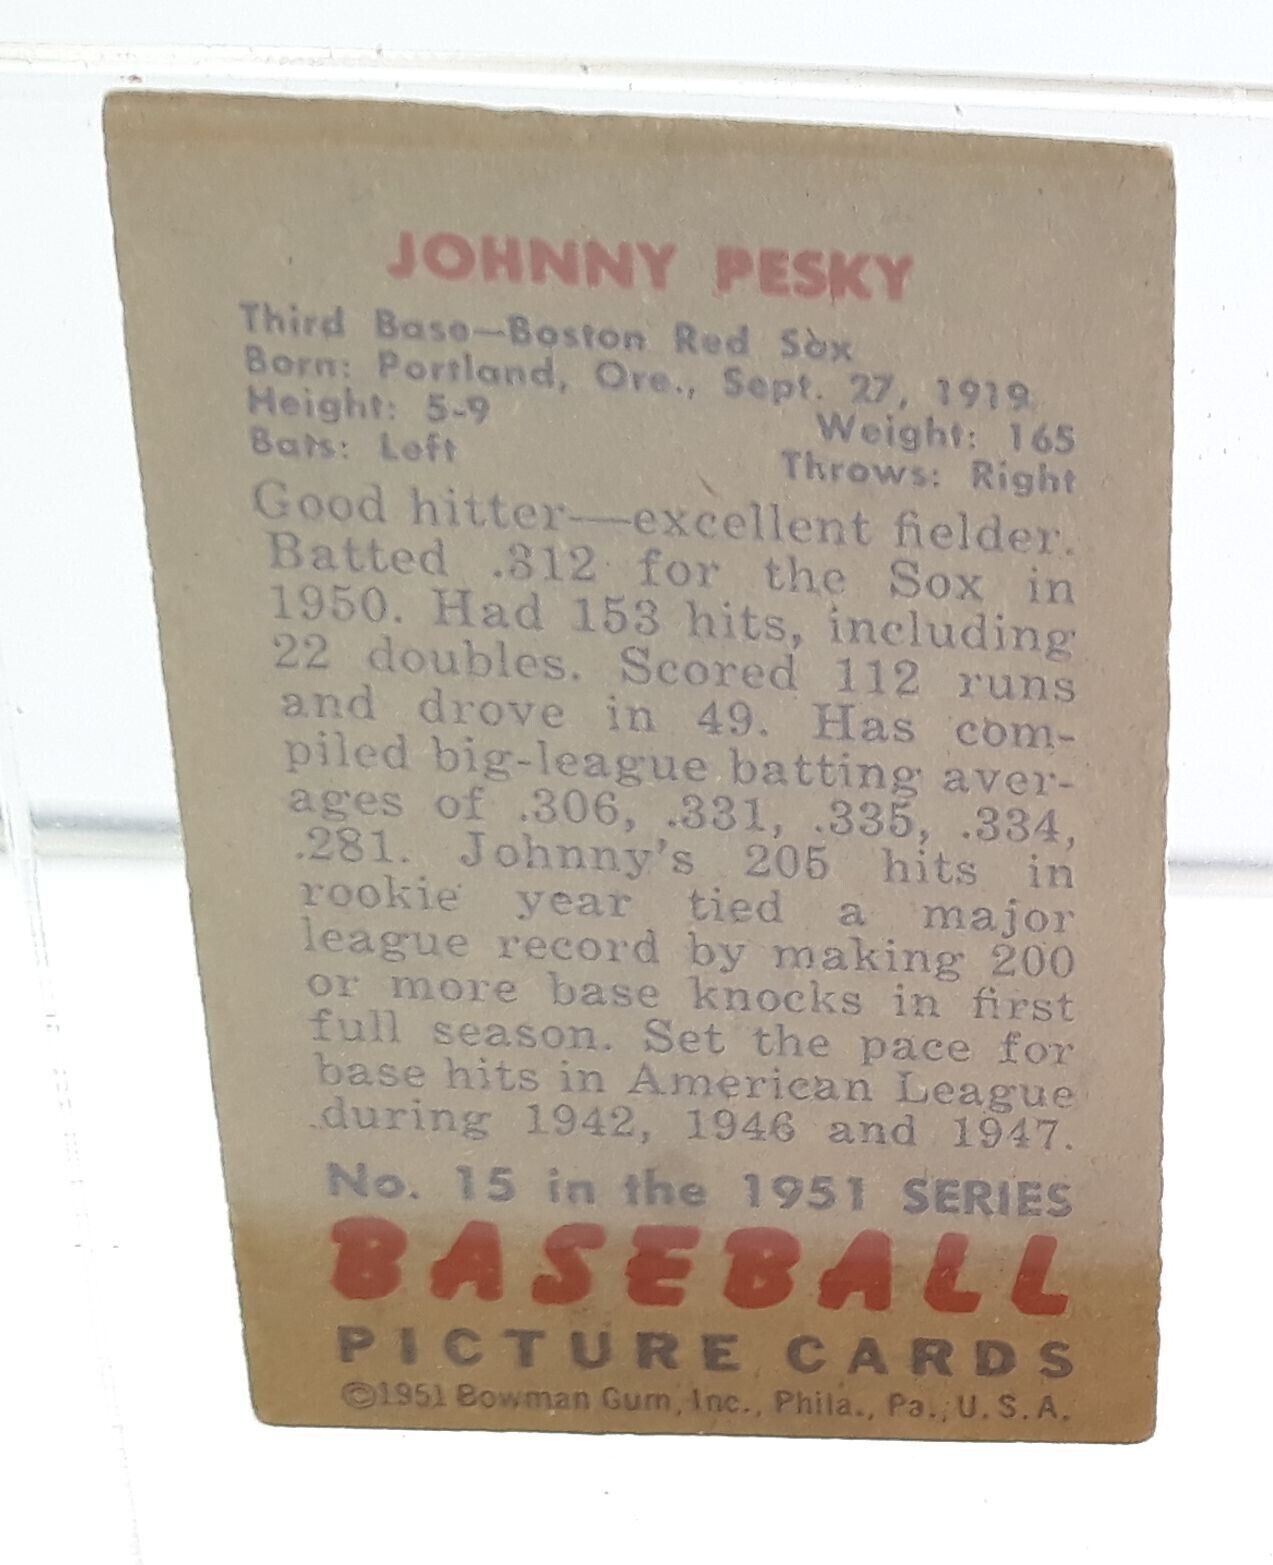 JOHNNY PESKY
Third Base—Boston Red Sox
Born: Portland, Ore., Sept. 27, 1919
Height: 5-9 Weight: 165
Bats: Left Throws: Right
Good hitter—excellent fielder.
Batted .312 for the Sox in
1950. Had 153 hits, including
22 doubles. Scored 112 runs
and drove in 49. Has com-
piled big-league batting aver-
ages of .306, .331, .335, .334,
.281. Johnny's 205 hits in
rookie year tied a major
league record by making 200
or more base knocks in first
full season. Set the pace for
base hits in American League
during 1942, 1946 and 1947.
No. 15 in the 1951 SERIES
BASEBALL
PICTURE CARDS
©1951 Bowman Gum, Inc., Phila., Pa., U.S.A.